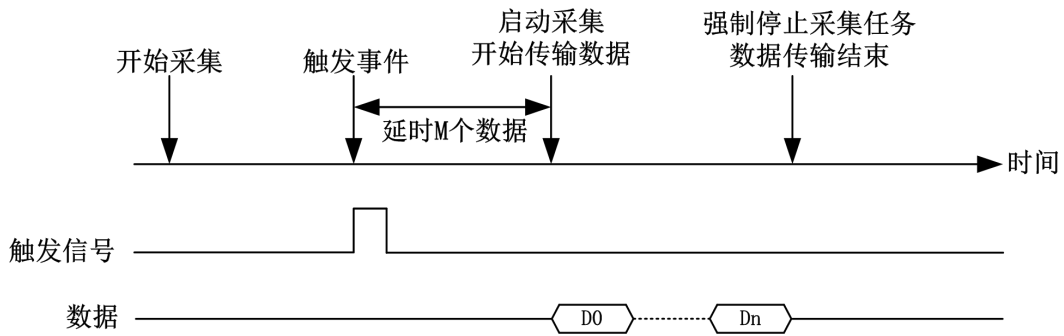 开始采集
触发事件
启动采集
开始传输数据
强制停止采集任务
数据传输结束
延时M个数据
时间
触发信号
数据
D0
Dn